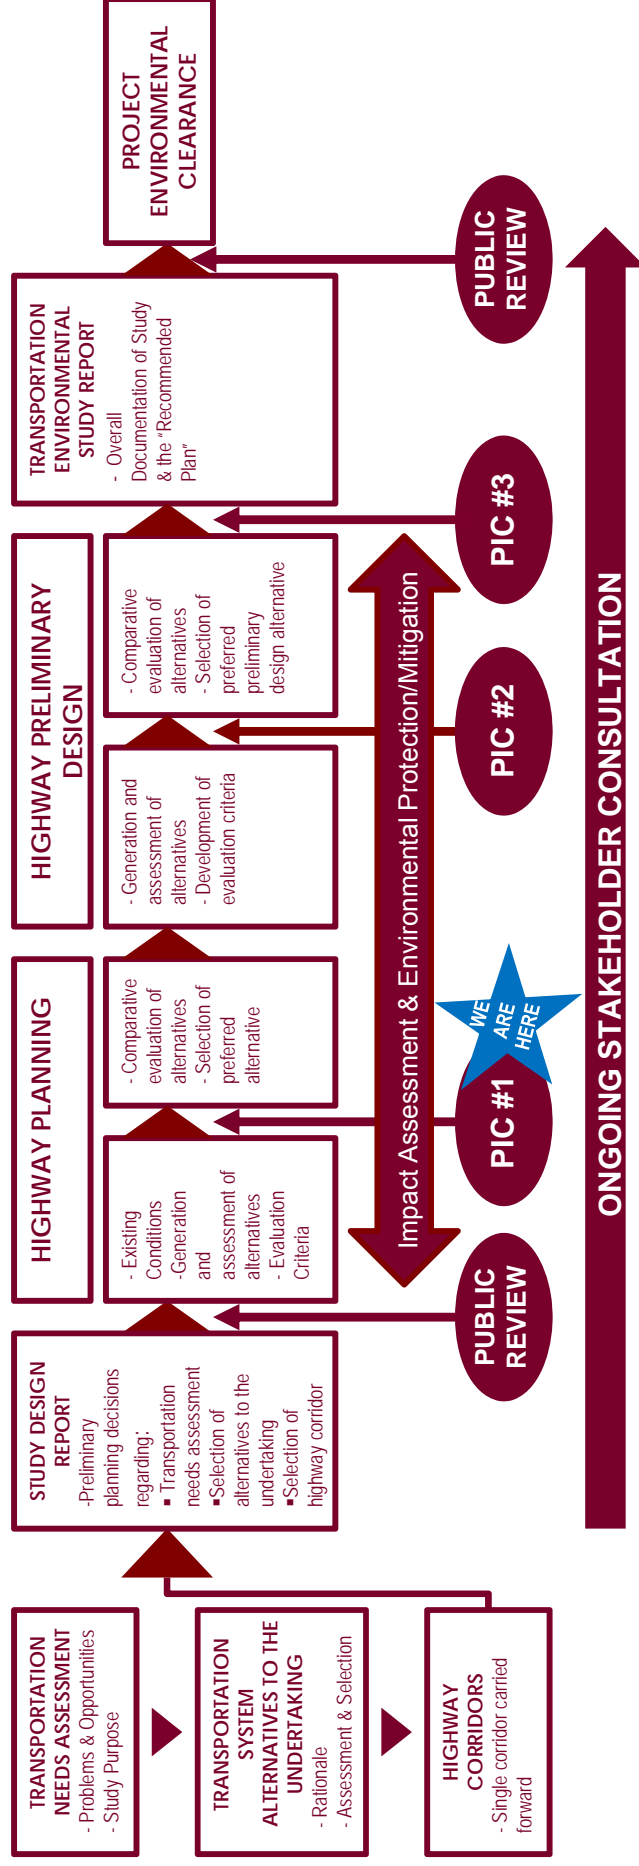 TRANSPORTATION
NEEDS ASSESSMENT
- Problems & Opportunities
- Study Purpose
TRANSPORTATION
SYSTEM
ALTERNATIVES TO THE
UNDERTAKING
- Rationale
- Assessment & Selection
HIGHWAY
CORRIDORS
- Single corridor carried
forward
STUDY DESIGN
REPORT
-Preliminary
planning decisions
regarding:
▪ Transportation
needs assessment
▪Selection of
alternatives to the
undertaking
▪Selection of
highway corridor
HIGHWAY PLANNING
- Existing
Conditions
-Generation
and
assessment of
alternatives
- Evaluation
Criteria
- Comparative
evaluation of
alternatives
- Selection of
preferred
alternative
HIGHWAY PRELIMINARY
DESIGN
- Generation and
assessment of
alternatives
- Development of
evaluation criteria
- Comparative
evaluation of
alternatives
- Selection of
preferred
preliminary
design alternative
TRANSPORTATION
ENVIRONMENTAL
STUDY REPORT
- Overall
Documentation of Study
& the "Recommended
Plan"
PROJECT
ENVIRONMENTAL
CLEARANCE
Impact Assessment & Environmental Protection/Mitigation
PUBLIC
REVIEW
PIC #1
WE
ARE
HERE
PIC #2
PIC #3
PUBLIC
REVIEW
ONGOING STAKEHOLDER CONSULTATION